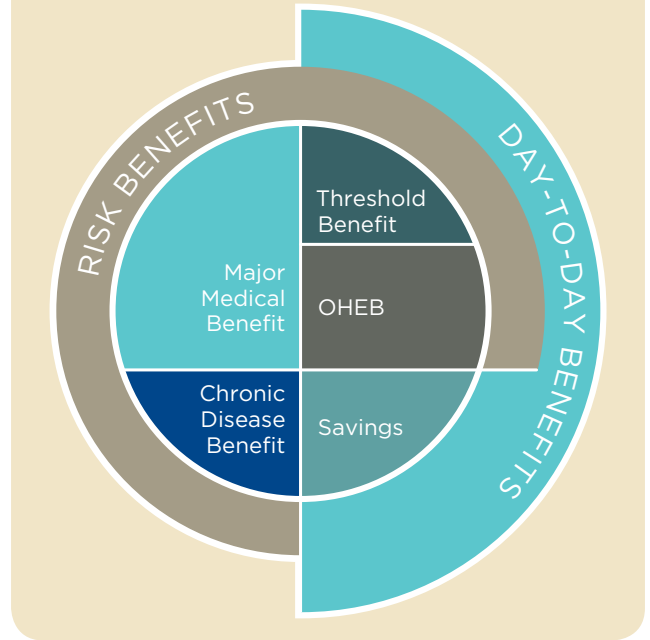 RISK BENEFITS
DAY-TO-DAY BENEFITS
Threshold
Benefit
Major
Medical
Benefit
OHEB
Chronic
Disease
Benefit
Savings